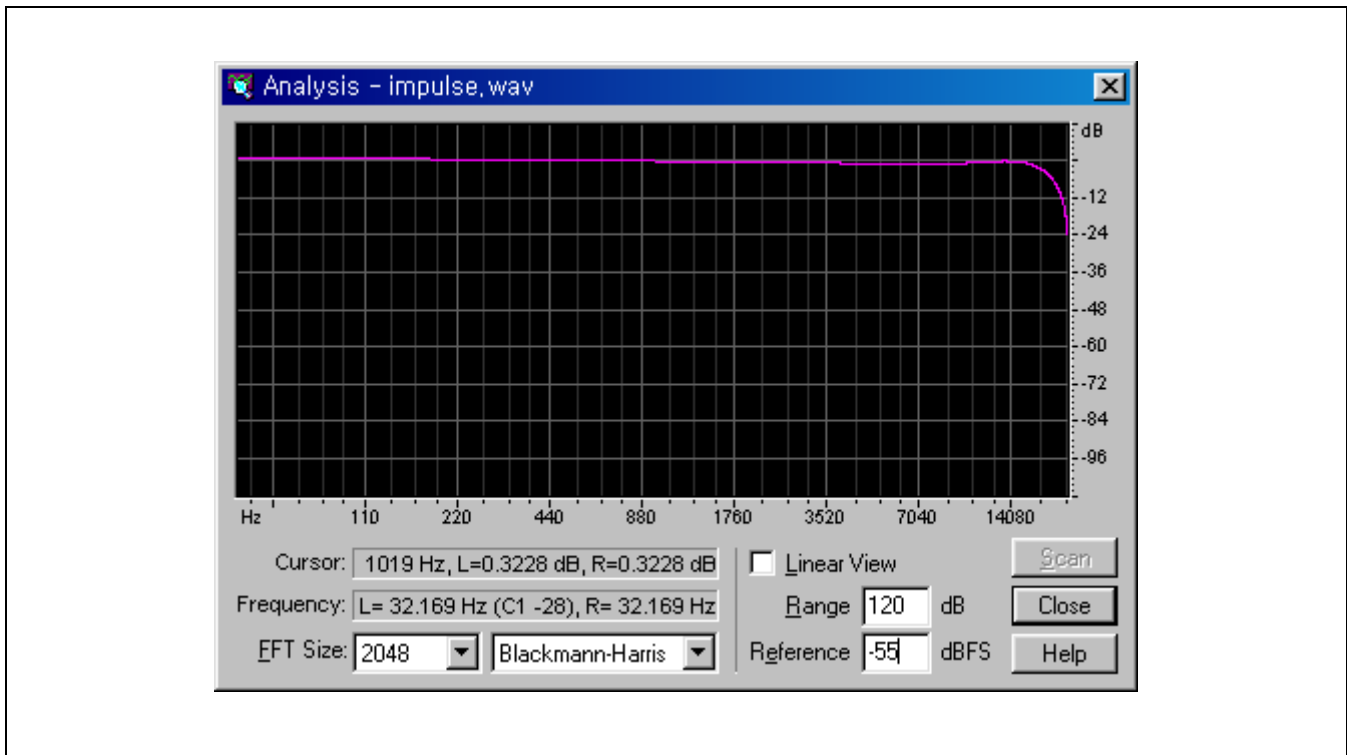 Analysis - impulse.wav
dB
-12
-24
-36
-48
-60
-72
-84
-96
Hz 110 220 440 880 1760 3520 7040 14080
Cursor: 1019 Hz, L=0.3228 dB, R=0.3228 dB
Linear View
Scan
Frequency: L= 32.169 Hz (C1 -28), R= 32.169 Hz
Range 120 dB
Close
FFT Size: 2048 Blackmann-Harris
Reference -55 dBFS
Help